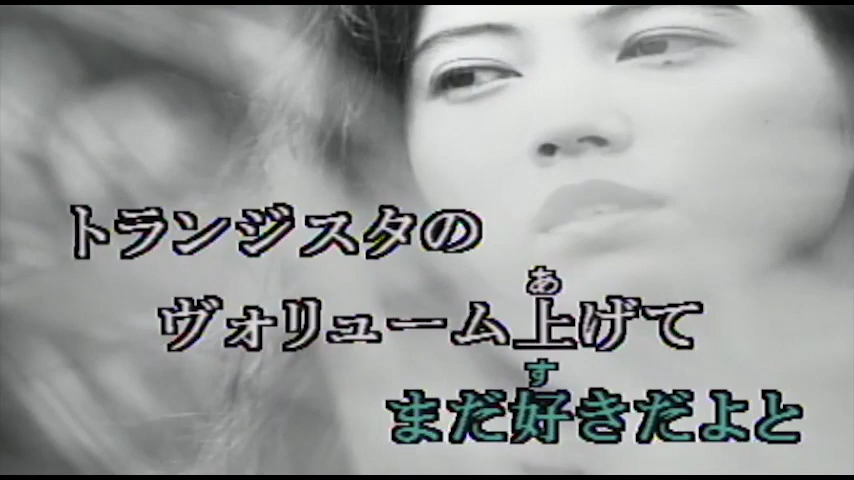 トランジスタの
ヴォリューム上げて
まだ好きだよと